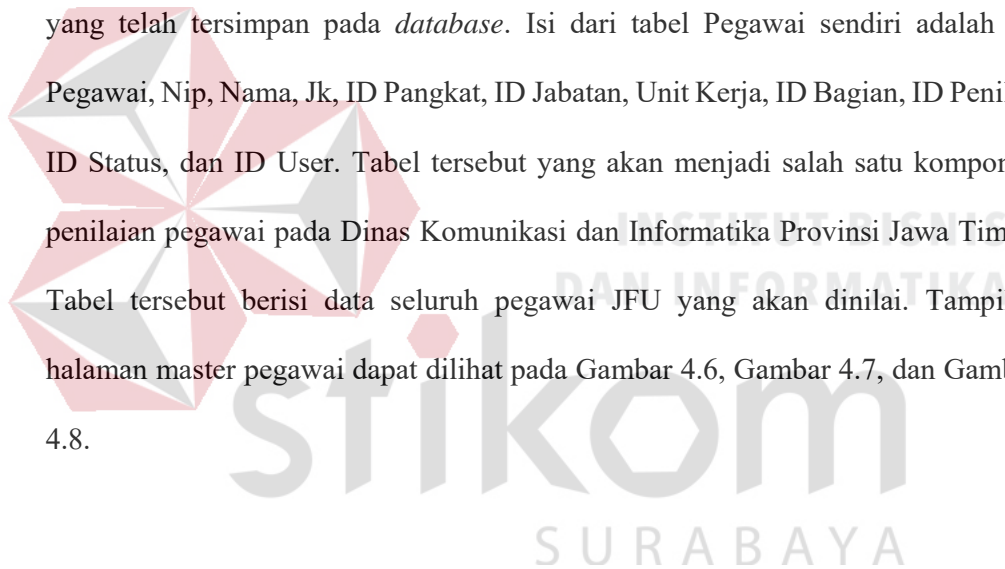 yang telah tersimpan pada database. Isi dari tabel Pegawai sendiri adalah
Pegawai, Nip, Nama, Jk, ID Pangkat, ID Jabatan, Unit Kerja, ID Bagian, ID Peni
ID Status, dan ID User. Tabel tersebut yang akan menjadi salah satu kompon
penilaian pegawai pada Dinas Komunikasi dan Informatika Provinsi Jawa Tim
INSTITUT BISNIS
Tabel tersebut berisi data seluruh pegawai JFU yang akan dinilai. Tampi
DAN INFORMATIKA
halaman master pegawai dapat dilihat pada Gambar 4.6, Gambar 4.7, dan Gamb
4.8.
stikom
SURABAYA